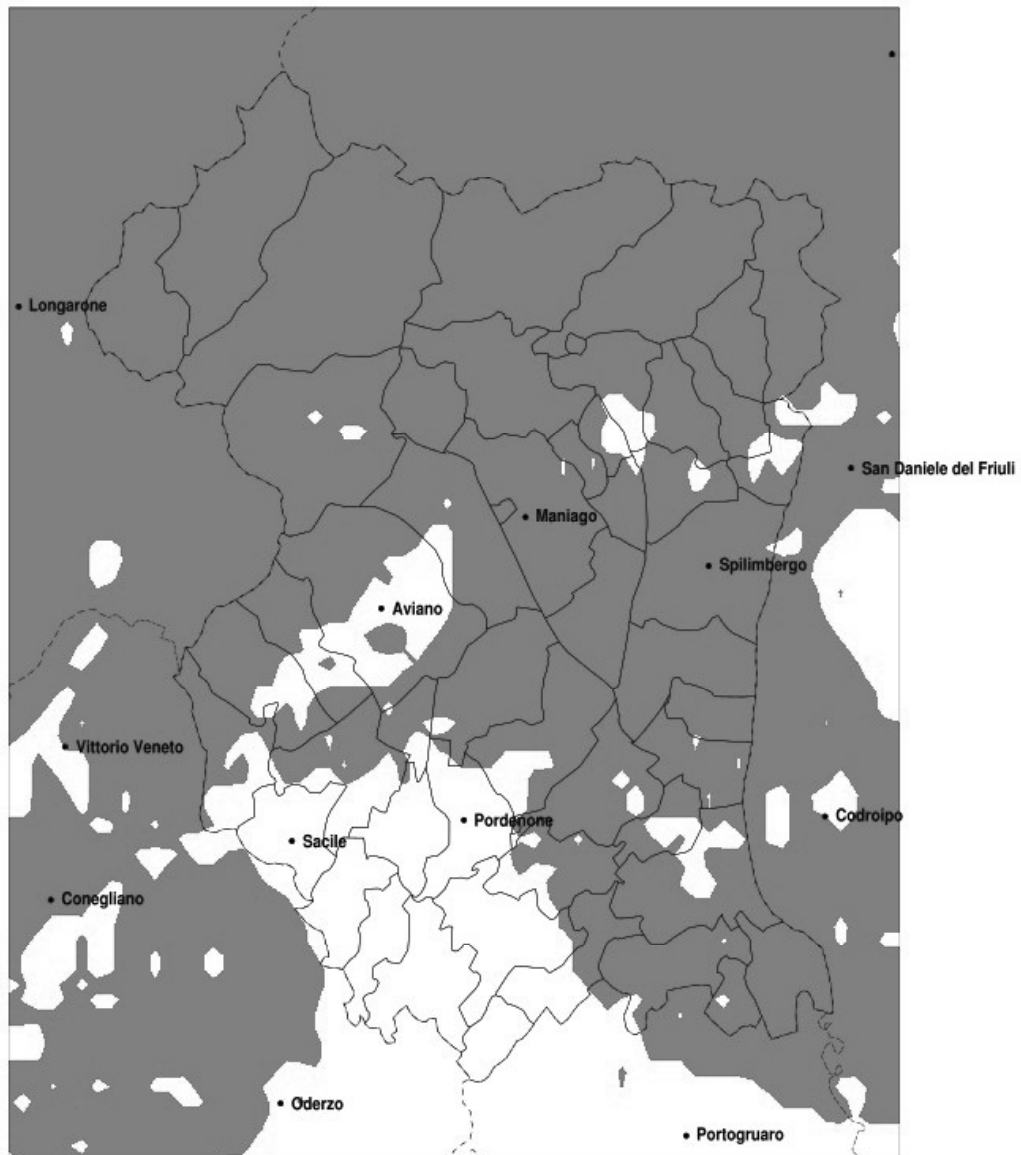 Longarone
San Daniele del Friuli
Maniago
Spilimbergo
Aviano
Vittorio Veneto
Codroipo
Pordenone
Sacile
Conegliano
Oderzo
Portogruaro